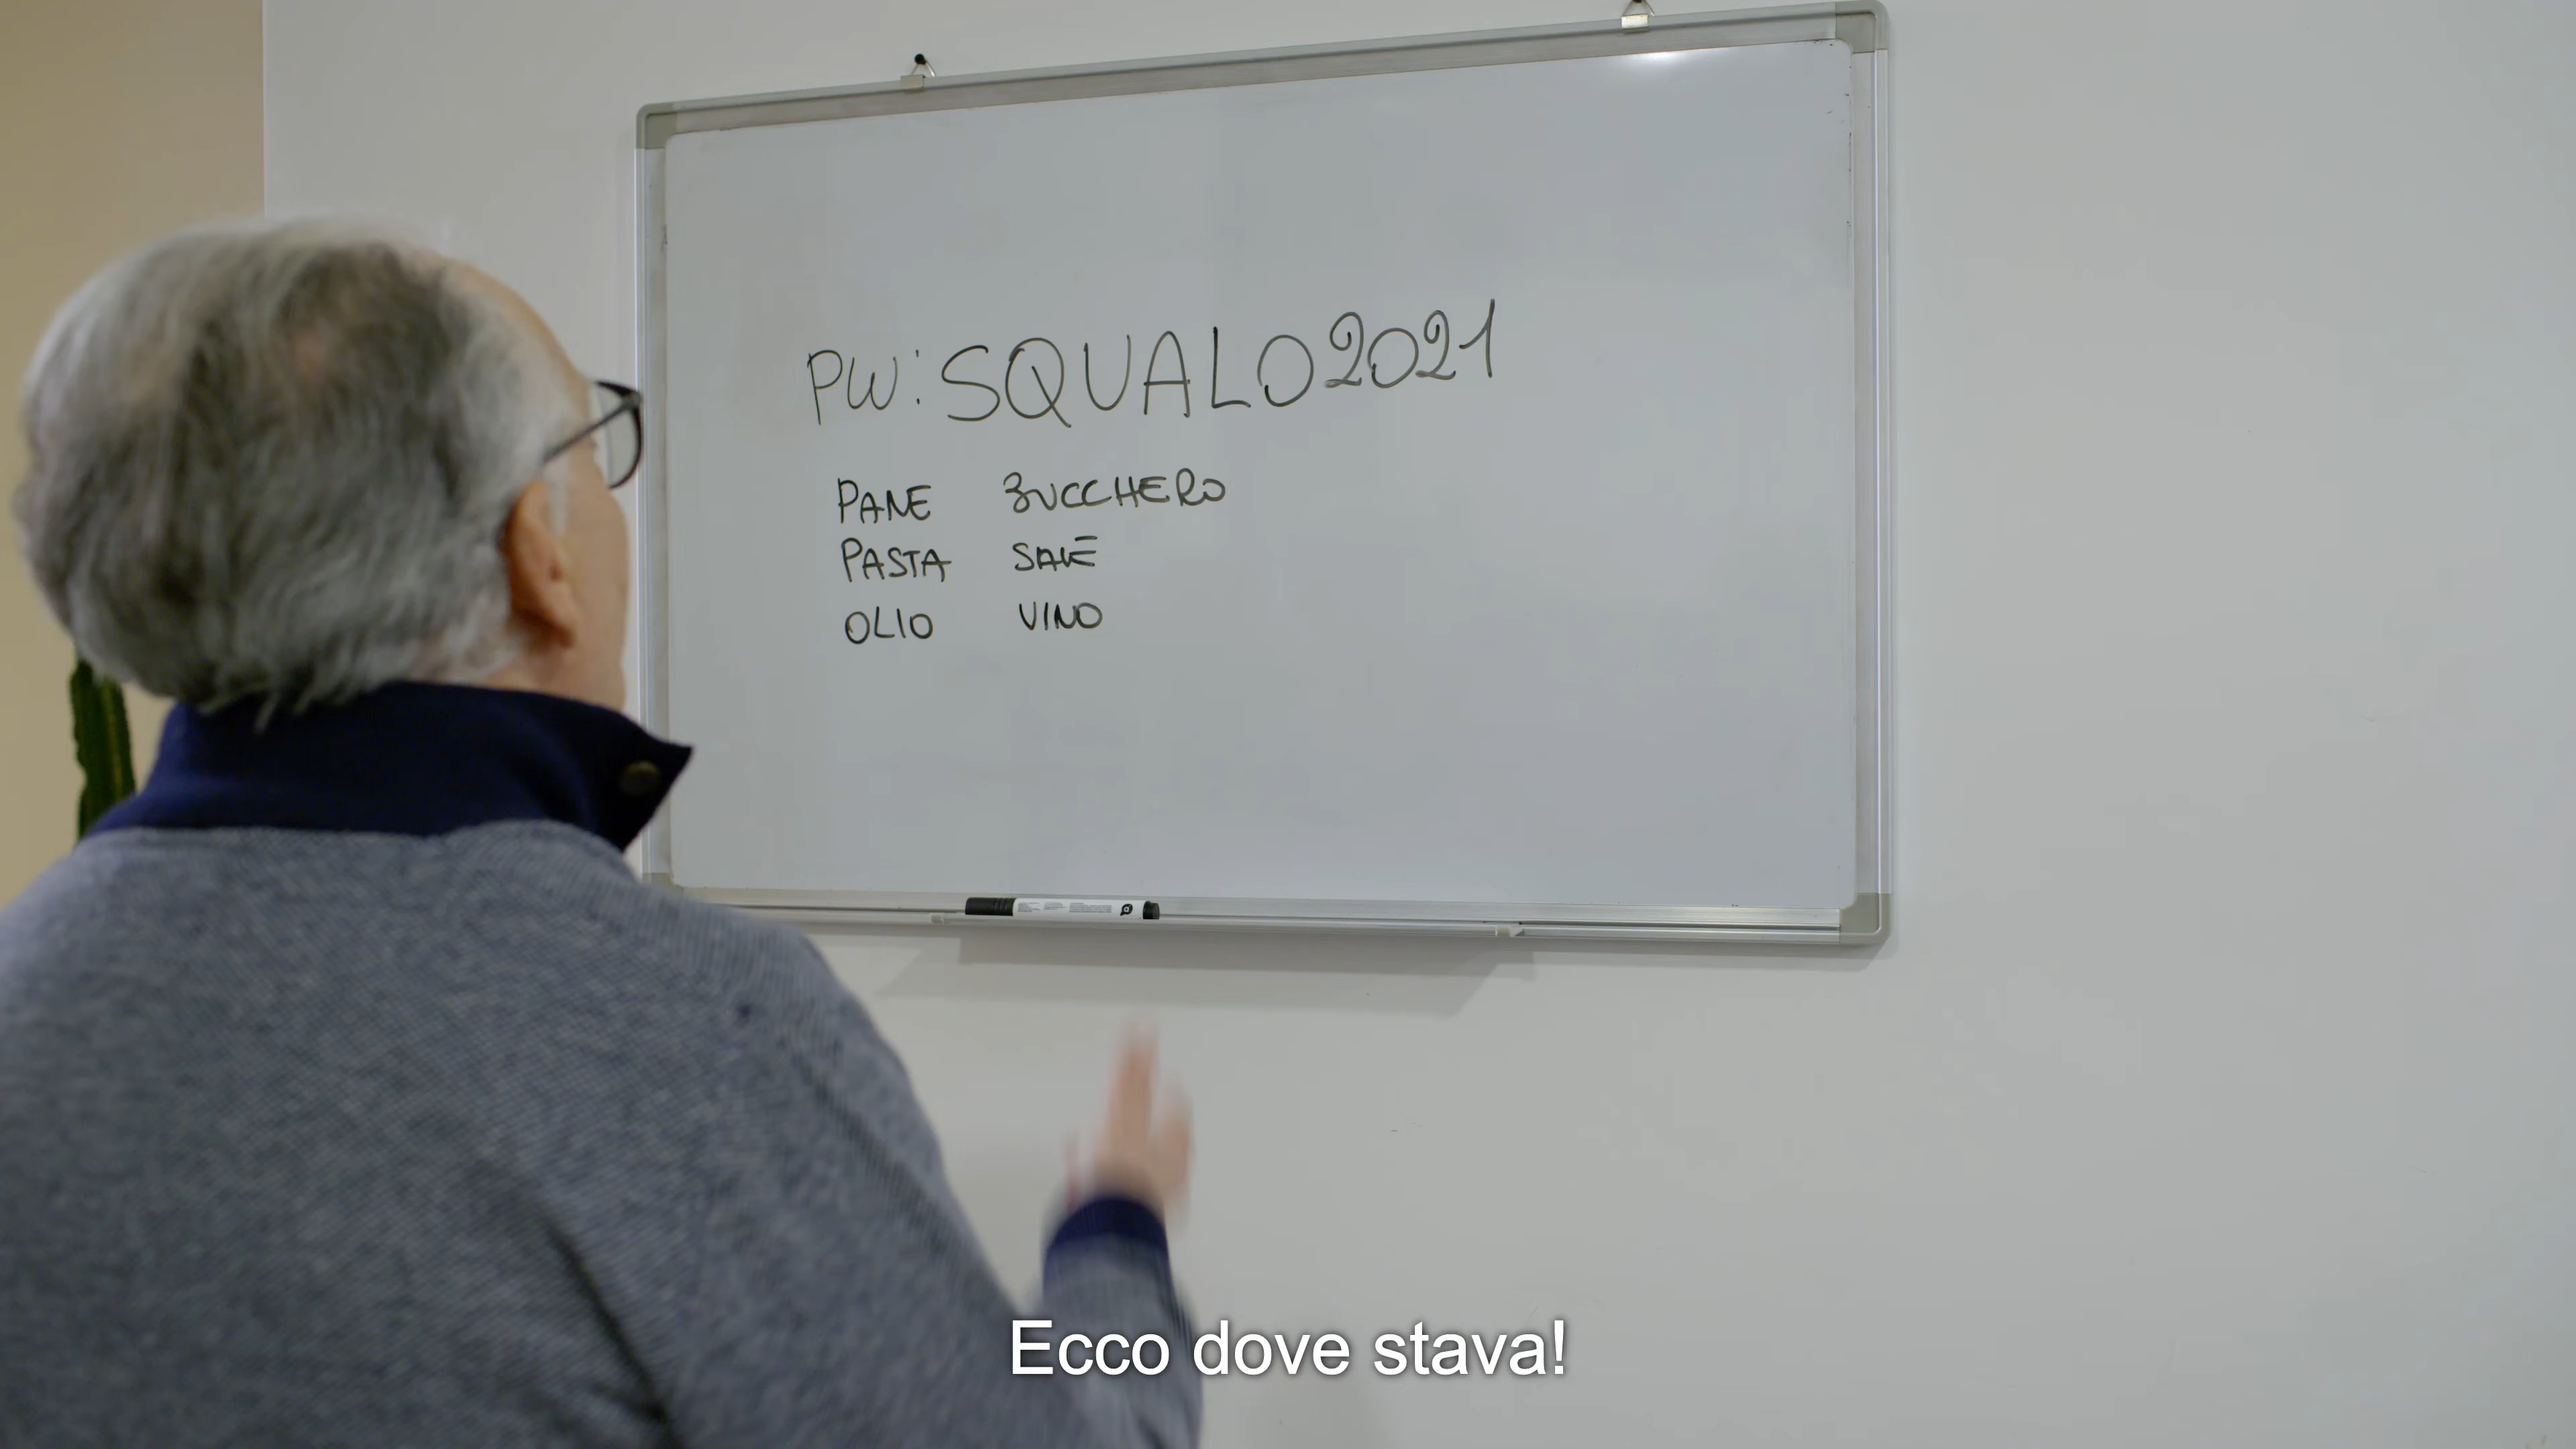 PW: SQUALO2021
PANE ZUCCHERO
PASTA SALE
OLIO VINO
Ecco dove stava!